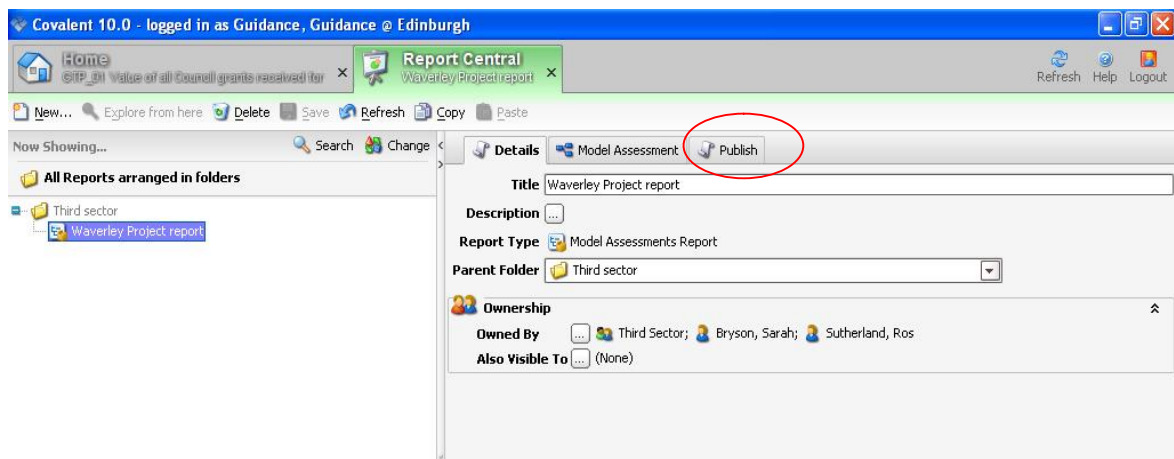 Covalent 10.0 - logged in as Guidance, Guidance @ Edinburgh
Home
CTP_01 Value of all Council grants received for
Report Central
Waverley Project report
Refresh Help Logout
New... Explore from here Delete Save Refresh Copy Paste
Now Showing... Search Change
All Reports arranged in folders
Third sector
Waverley Project report
Details Model Assessment Publish
Title Waverley Project report
Description ...
Report Type Model Assessments Report
Parent Folder Third sector
Ownership
Owned By ... Third Sector; Bryson, Sarah; Sutherland, Ros
Also Visible To ... (None)